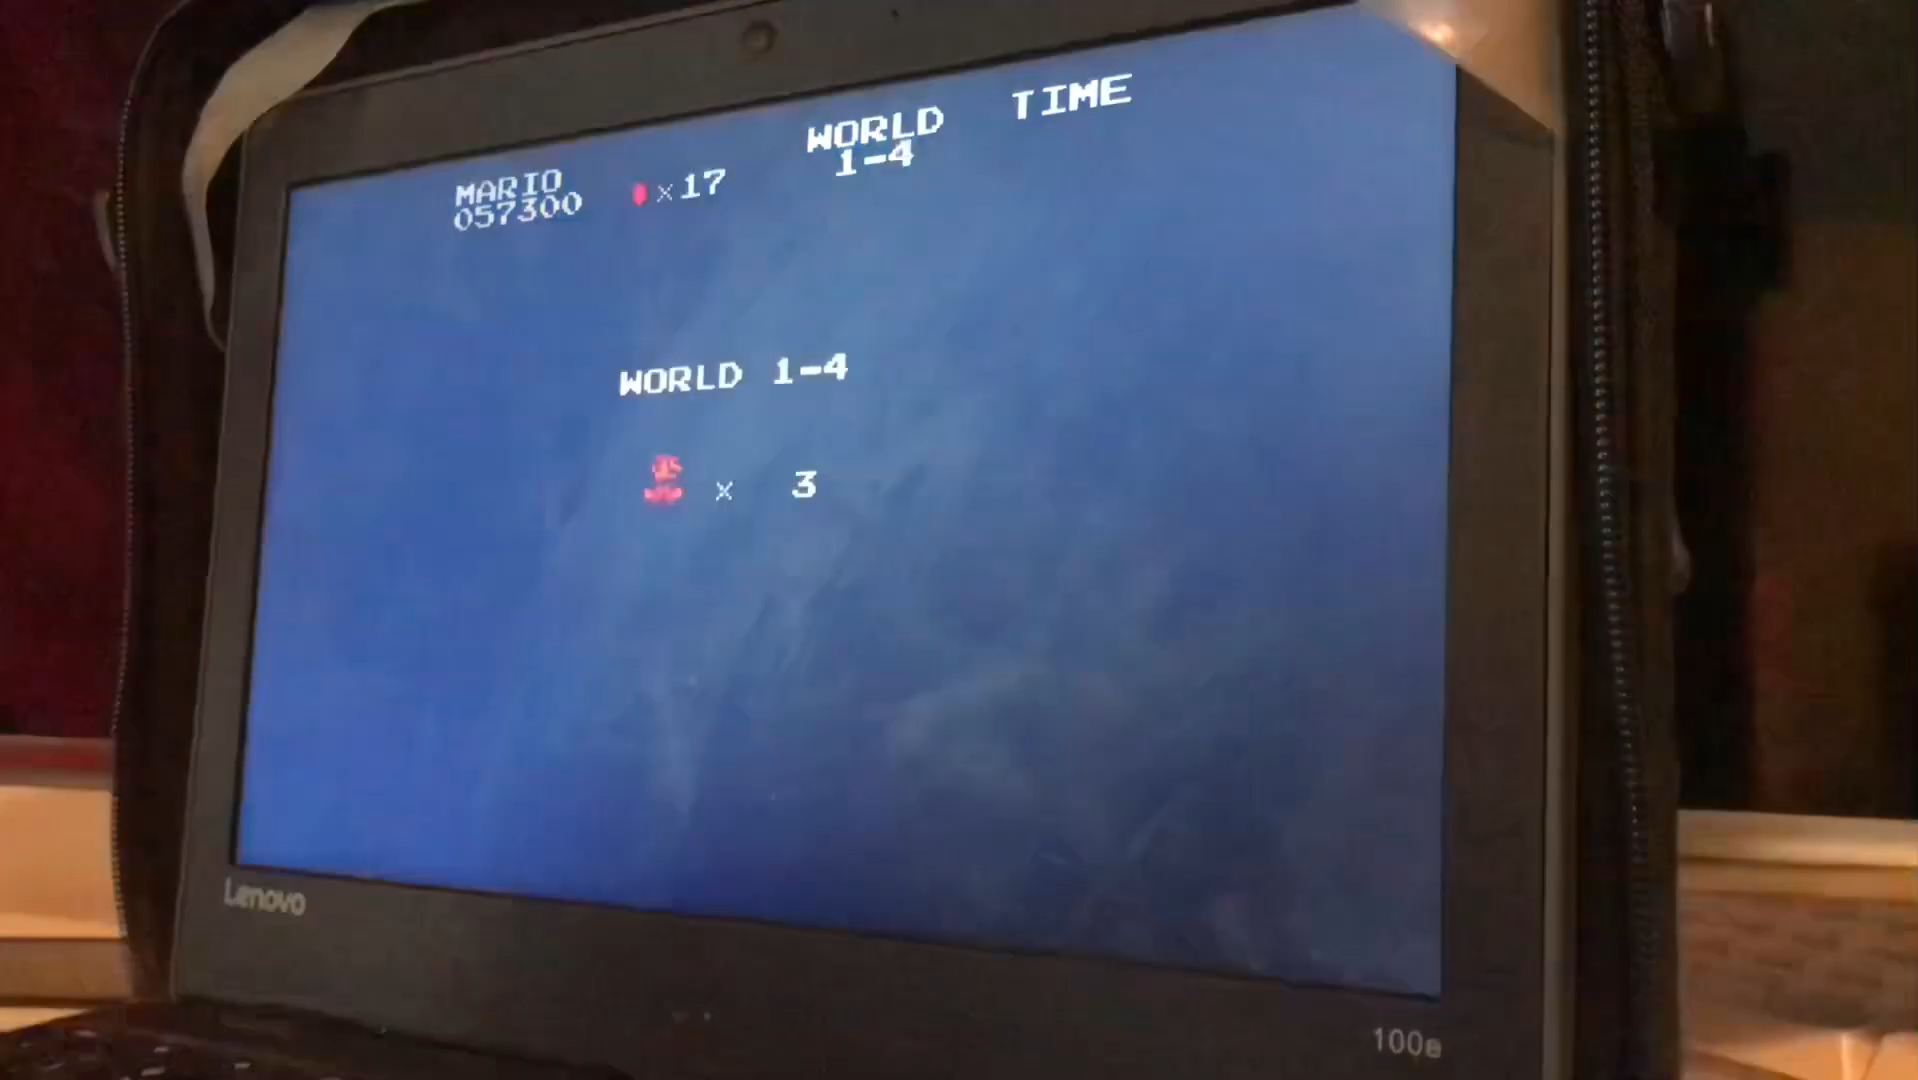 MARIO
057300
×17
WORLD
1-4
TIME
WORLD 1-4
× 3
Lenovo
100e